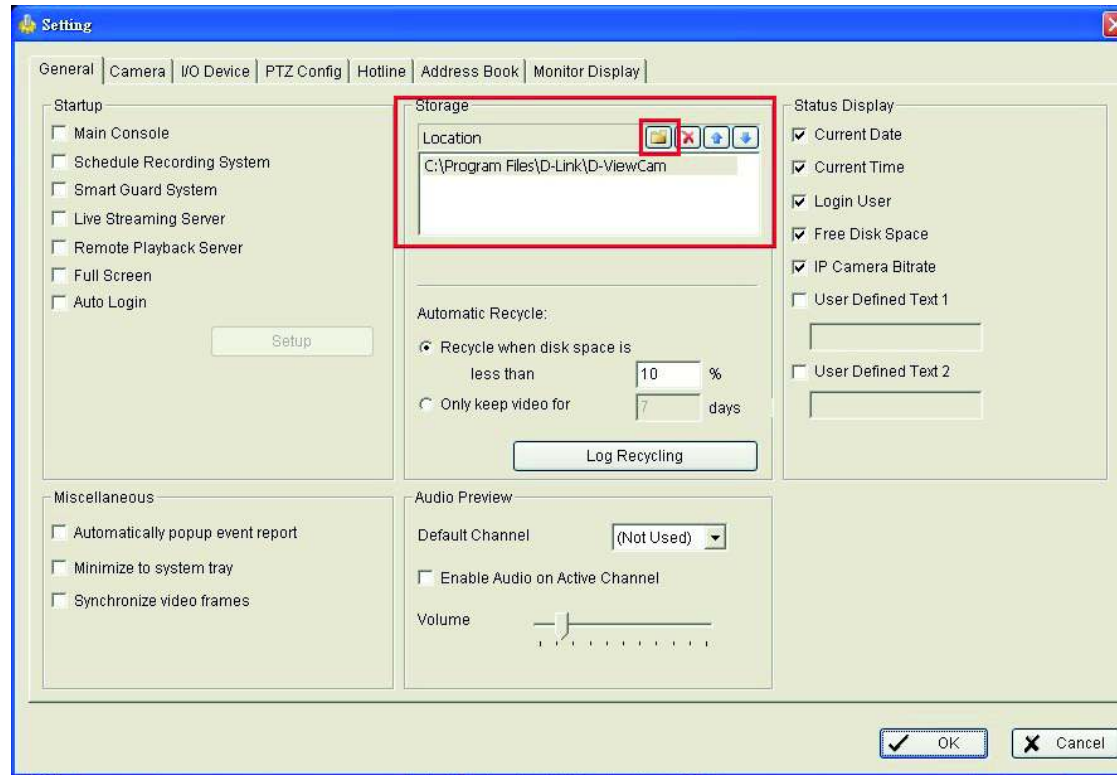 Setting
General Camera I/O Device PTZ Config Hotline Address Book Monitor Display
Startup
Main Console
Schedule Recording System
Smart Guard System
Live Streaming Server
Remote Playback Server
Full Screen
Auto Login
Setup
Storage
Location
C:\Program Files\D-Link\D-ViewCam
Automatic Recycle:
Recycle when disk space is
less than 10 %
Only keep video for 7 days
Log Recycling
Status Display
Current Date
Current Time
Login User
Free Disk Space
IP Camera Bitrate
User Defined Text 1
User Defined Text 2
Miscellaneous
Automatically popup event report
Minimize to system tray
Synchronize video frames
Audio Preview
Default Channel (Not Used)
Enable Audio on Active Channel
Volume
OK Cancel